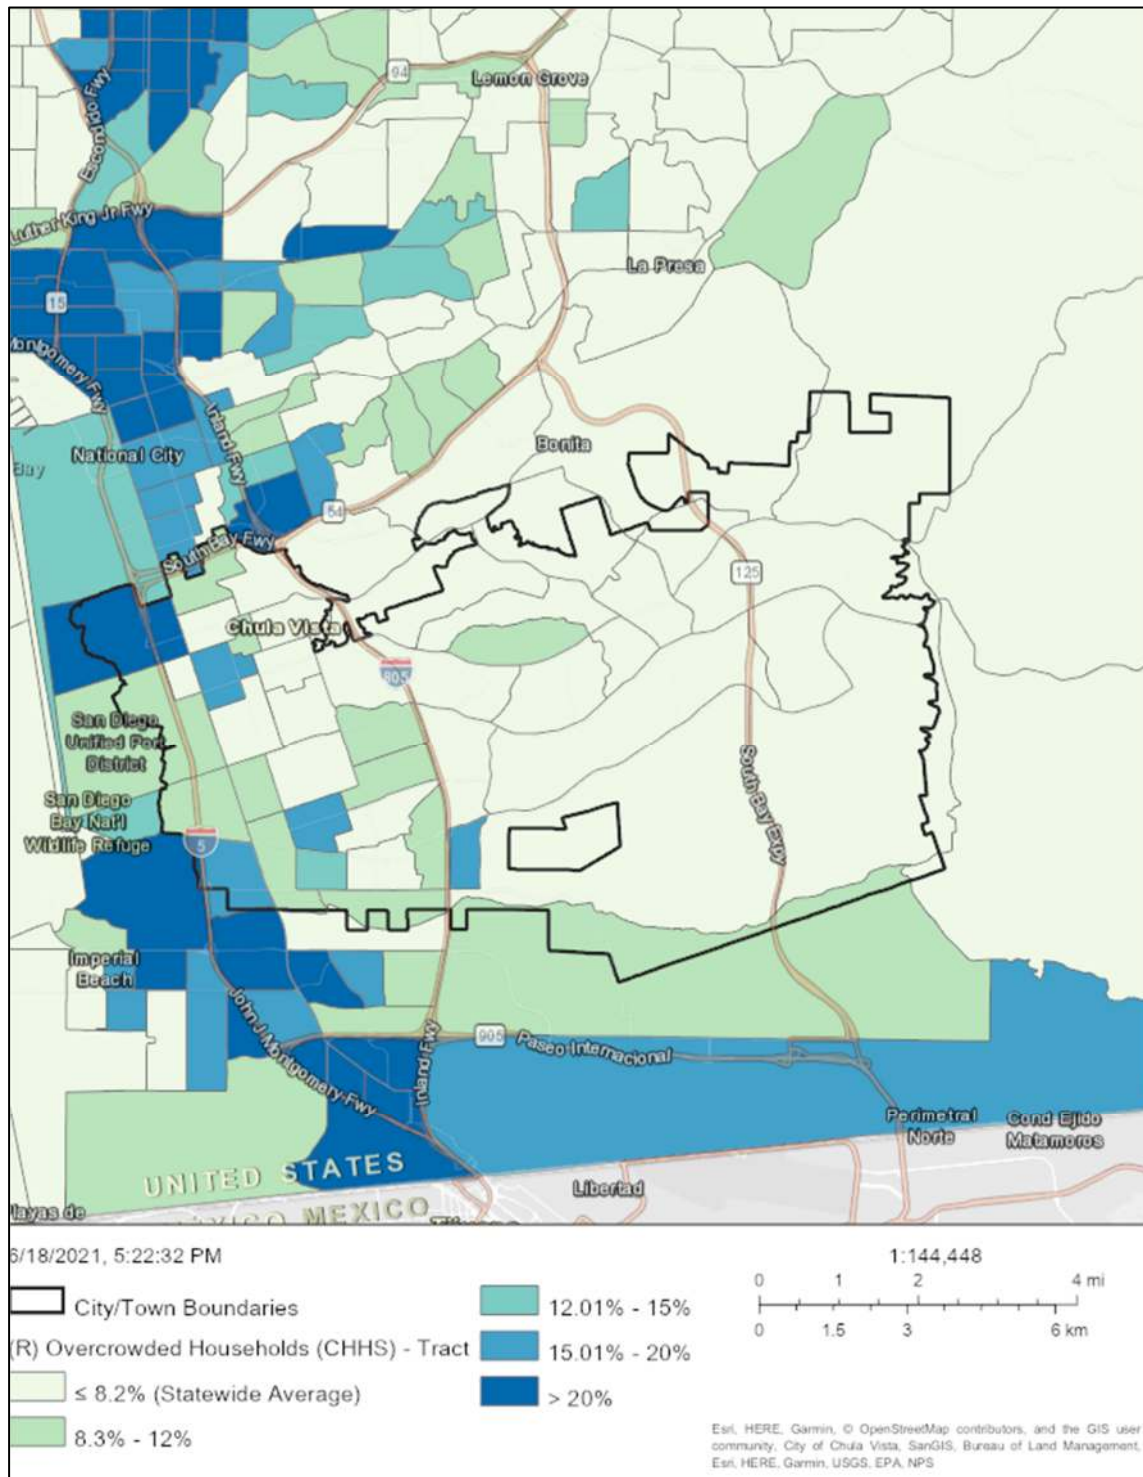 94
Lemon Grove
Escondido Fwy
Luther King Jr Fwy
La Presa
15
Montgomery Fwy
Inland Fwy
National City
Bay
Bonita
54
South Bay Fwy
125
Chula Vista
805
San Diego
Unified Port
District
South Bay Expy
San Diego
Bay Nat'l
Wildlife Refuge
5
Imperial
Beach
John J Montgomery Fwy
Inland Fwy
905
Paseo Internacional
Perimetral
Norte
Cond Ejido
Matamoros
UNITED STATES
MEXICO
Libertad
layas de
6/18/2021, 5:22:32 PM
City/Town Boundaries
(R) Overcrowded Households (CHHS) - Tract
≤ 8.2% (Statewide Average)
8.3% - 12%
12.01% - 15%
15.01% - 20%
> 20%
1:144,448
0 1 2 4 mi
0 1.5 3 6 km
Esri, HERE, Garmin, © OpenStreetMap contributors, and the GIS user
community, City of Chula Vista, SanGIS, Bureau of Land Management,
Esri, HERE, Garmin, USGS, EPA, NPS